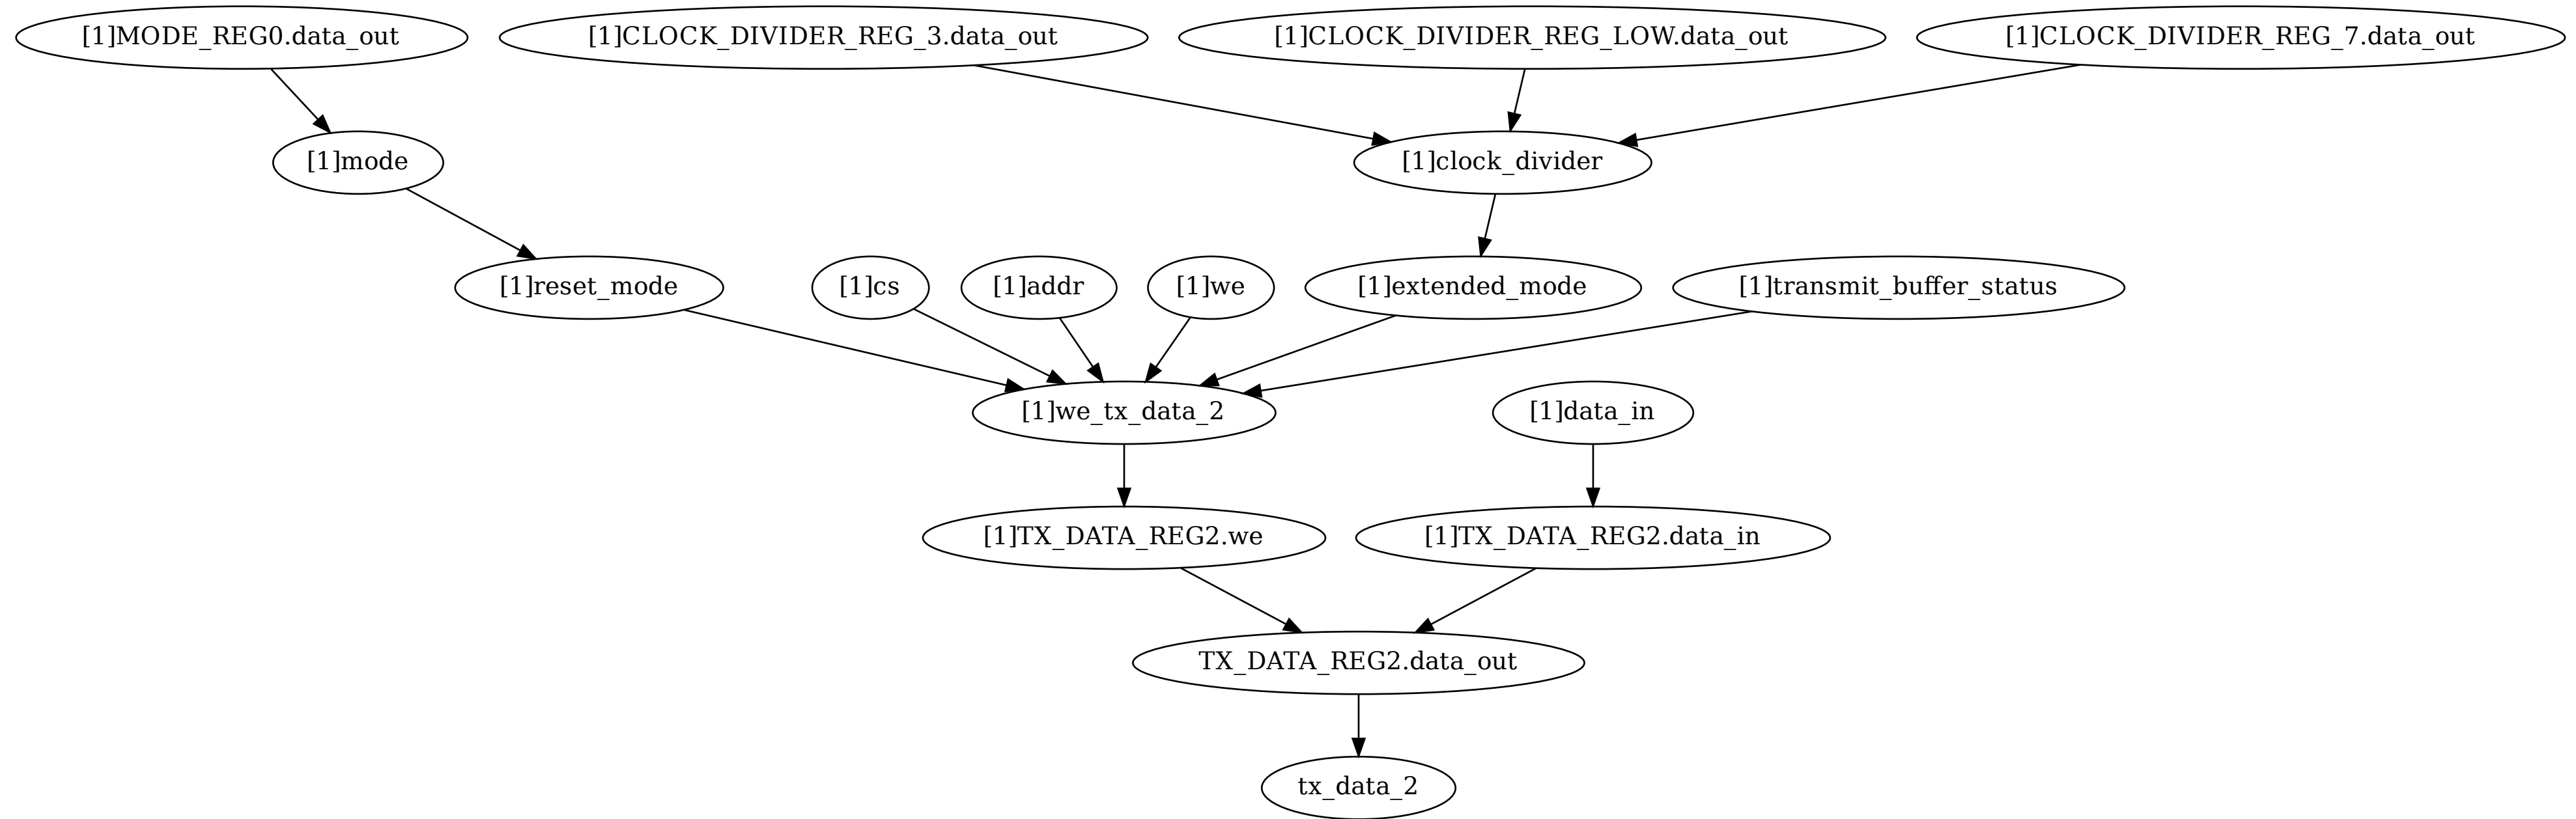 [1]MODE_REG0.data_out
[1]CLOCK_DIVIDER_REG_3.data_out
[1]CLOCK_DIVIDER_REG_LOW.data_out
[1]CLOCK_DIVIDER_REG_7.data_out
[1]mode
[1]clock_divider
[1]reset_mode
[1]cs
[1]addr
[1]we
[1]extended_mode
[1]transmit_buffer_status
[1]we_tx_data_2
[1]data_in
[1]TX_DATA_REG2.we
[1]TX_DATA_REG2.data_in
TX_DATA_REG2.data_out
tx_data_2